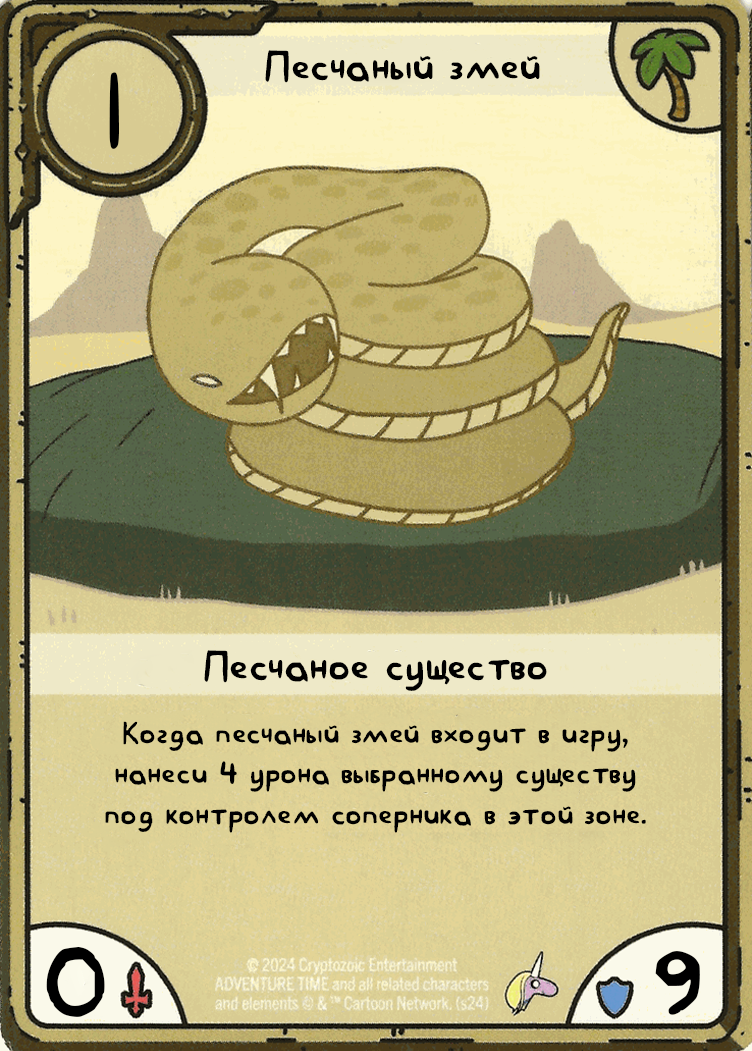 1
Песчаный змей
Песчаное существо
Когда песчаный змей входит в игру,
нанеси 4 урона выбранному существу
под контролем соперника в этой зоне.
0
© 2024 Cryptozoic Entertainment
ADVENTURE TIME and all related characters
and elements © & ™ Cartoon Network. (s24)
9